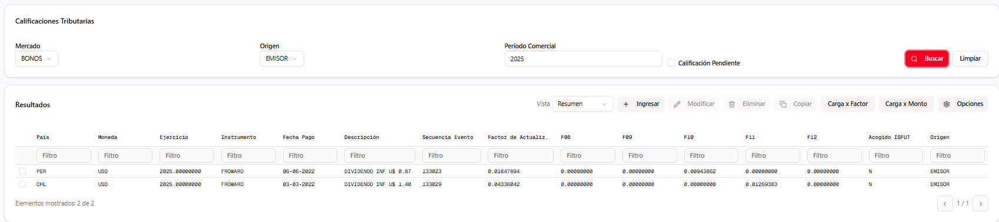 Calificaciones Tributarias
Mercado Origen Período Comercial
BONOS EMISOR 2025 Calificación Pendiente Buscar Limpiar
Resultados Vista Resumen Ingresar Modificar Eliminar Copiar Carga x Factor Carga x Monto Opciones
País Moneda Ejercicio Instrumento Fecha Pago Descripción Secuencia Evento Factor de Actualiz. F08 F09 F10 F11 F12 Acogido ISFUT Origen
Filtro Filtro Filtro Filtro Filtro Filtro Filtro Filtro Filtro Filtro Filtro Filtro Filtro Filtro Filtro
PER USD 2025.00000000 FROWARD 06-06-2022 DIVIDENDO INF U$ 0.87 133023 0.01847894 0.00000000 0.00000000 0.00943862 0.00000000 0.00000000 N EMISOR
CHL USD 2025.00000000 FROWARD 03-03-2022 DIVIDENDO INF U$ 1.40 133029 0.04336042 0.00000000 0.00000000 0.00000000 0.01269383 0.00000000 N EMISOR
Elementos mostrados: 2 de 2 1 / 1